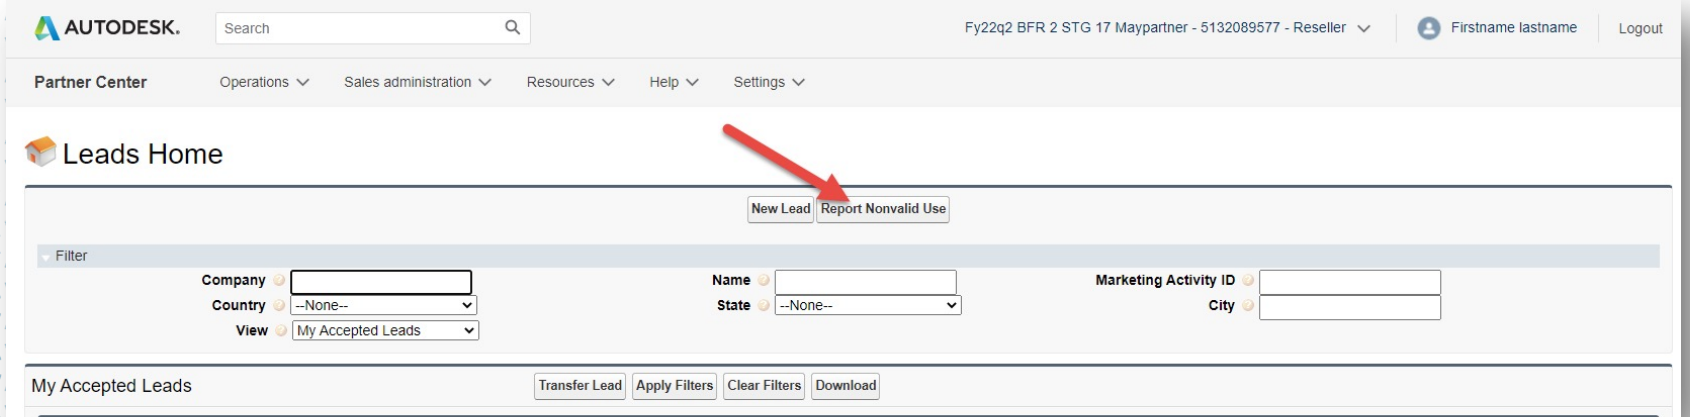 AUTODESK. Search Fy22q2 BFR 2 STG 17 Maypartner - 5132089577 - Reseller Firstname lastname Logout
Partner Center Operations Sales administration Resources Help Settings
Leads Home
New Lead Report Nonvalid Use
Filter
Company Name Marketing Activity ID
Country --None-- State --None-- City
View My Accepted Leads
My Accepted Leads Transfer Lead Apply Filters Clear Filters Download